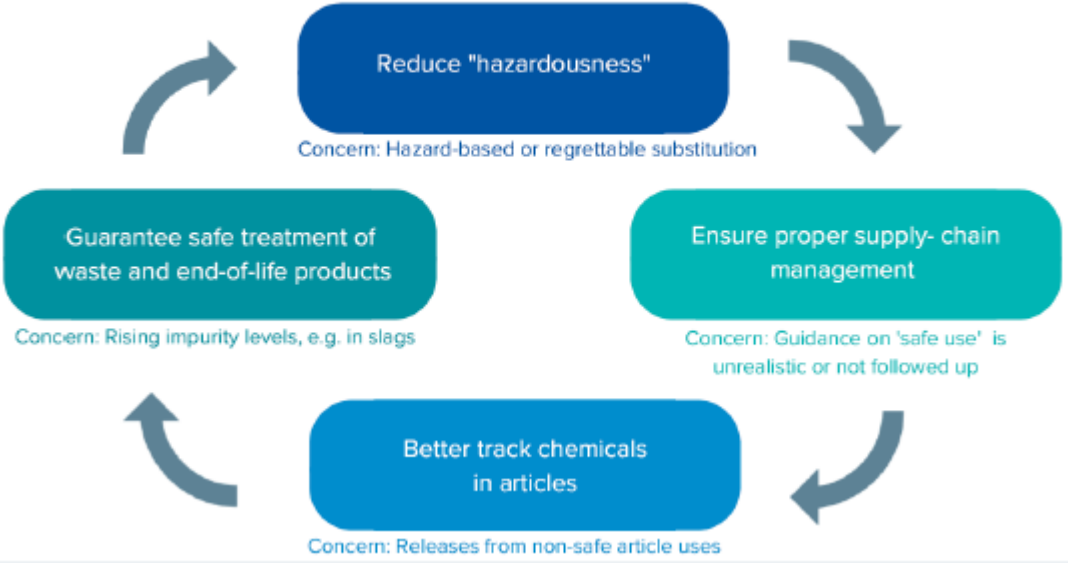 Reduce "hazardousness"
Concern: Hazard-based or regrettable substitution
Guarantee safe treatment of
waste and end-of-life products
Concern: Rising impurity levels, e.g. in slags
Ensure proper supply- chain
management
Concern: Guidance on 'safe use' is
unrealistic or not followed up
Better track chemicals
in articles
Concern: Releases from non-safe article uses